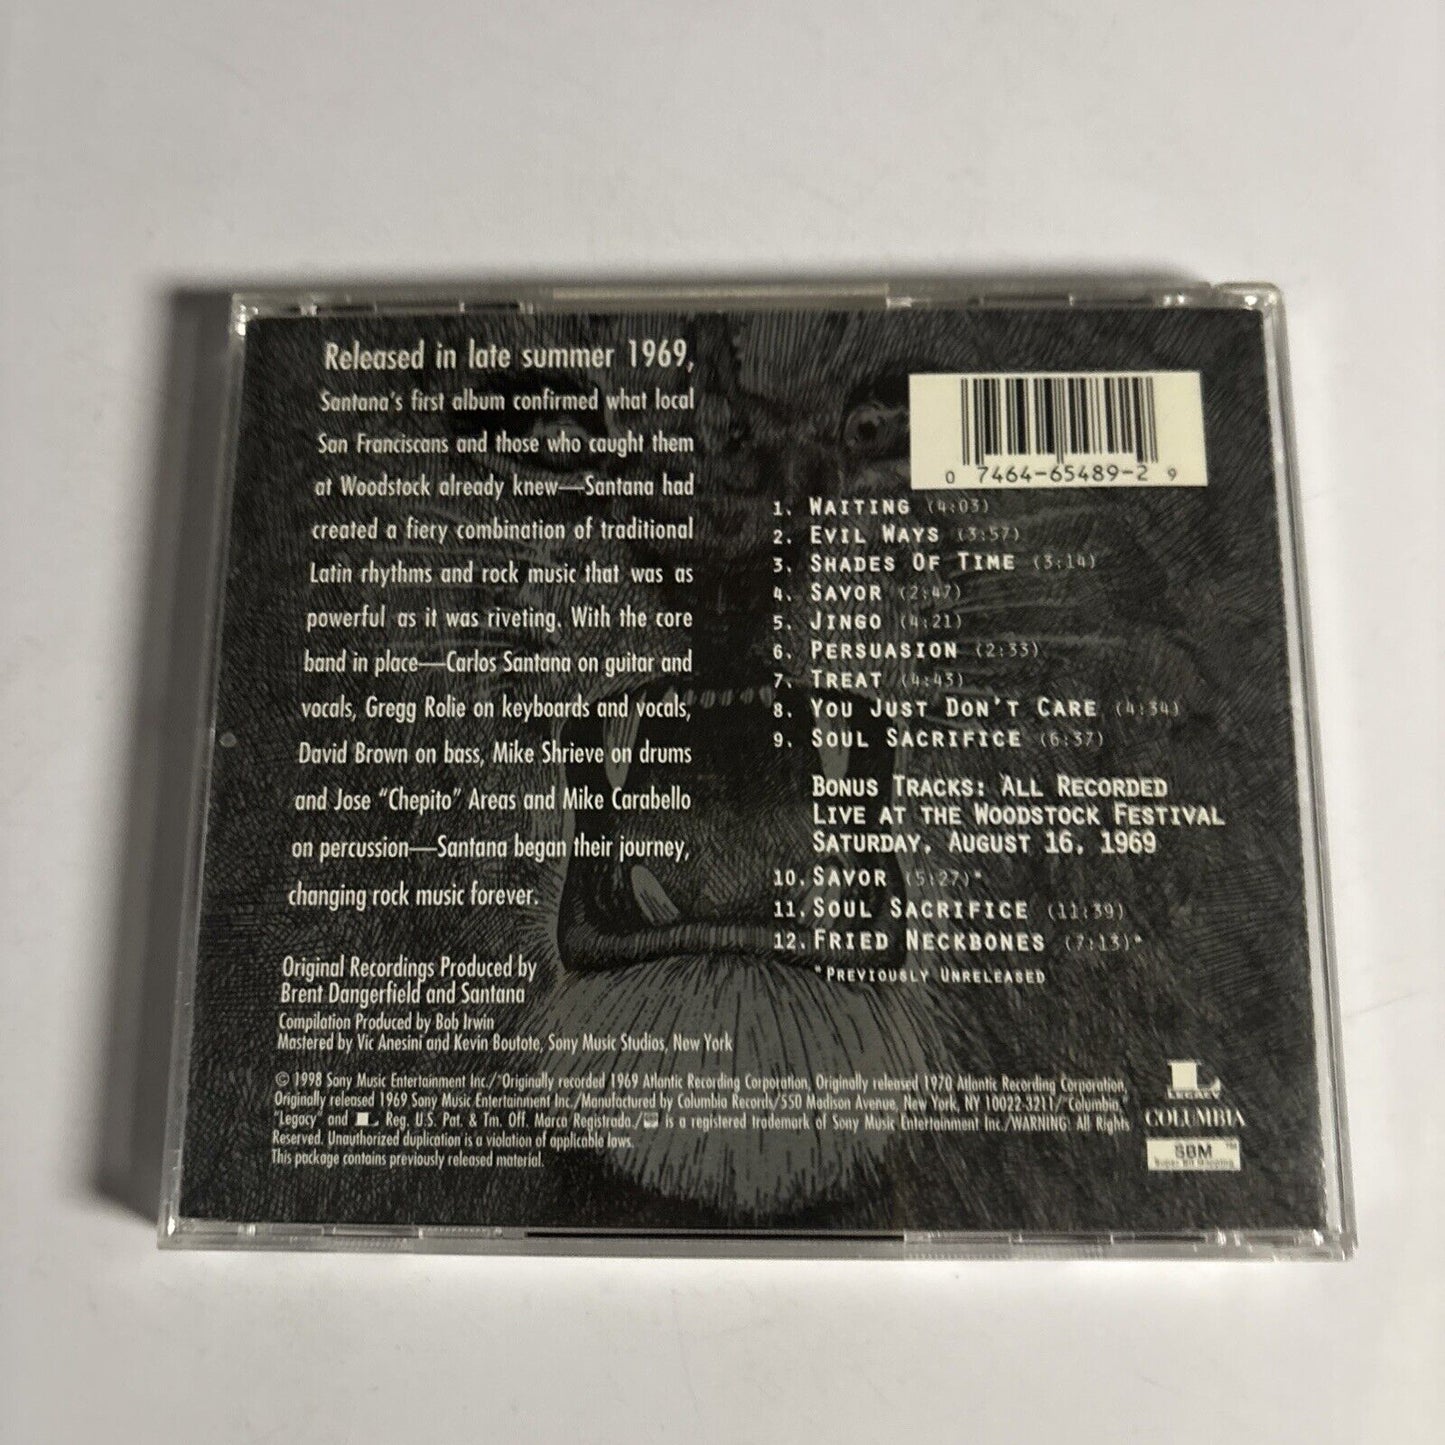 Released in late summer 1969,
Santana's first album confirmed what local
San Franciscans and those who caught them
at Woodstock already knew—Santana had
created a fiery combination of traditional
Latin rhythms and rock music that was as
powerful as it was riveting. With the core
band in place—Carlos Santana on guitar and
vocals, Gregg Rolie on keyboards and vocals,
David Brown on bass, Mike Shrieve on drums
and Jose "Chepito" Areas and Mike Carabello
on percussion—Santana began their journey,
changing rock music forever.
Original Recordings Produced by
Brent Dangerfield and Santana
Compilation Produced by Bob Irwin
Mastered by Vic Anesini and Kevin Boutote, Sony Music Studios, New York
0 7464-65489-2 9
1. WAITING (4:03)
2. EVIL WAYS (3:57)
3. SHADES OF TIME (3:14)
4. SAVOR (2:47)
5. JINGO (4:21)
6. PERSUASION (2:33)
7. TREAT (4:43)
8. YOU JUST DON'T CARE (4:34)
9. SOUL SACRIFICE (6:37)
BONUS TRACKS: ALL RECORDED
LIVE AT THE WOODSTOCK FESTIVAL
SATURDAY, AUGUST 16, 1969
10. SAVOR (5:27)*
11. SOUL SACRIFICE (11:39)
12. FRIED NECKBONES (7:13)*
*PREVIOUSLY UNRELEASED
© 1998 Sony Music Entertainment Inc./"Originally recorded 1969 Atlantic Recording Corporation, Originally released 1970 Atlantic Recording Corporation,
Originally released 1969 Sony Music Entertainment Inc./Manufactured by Columbia Records/550 Madison Avenue, New York, NY 10022-3211/"Columbia,"
"Legacy" and L Reg. U.S. Pat. & Tm. Off. Marca Registrada./ is a registered trademark of Sony Music Entertainment Inc./WARNING: All Rights
Reserved. Unauthorized duplication is a violation of applicable laws.
This package contains previously released material.
L
LEGACY
COLUMBIA
SBM TM
Super Bit Mapping